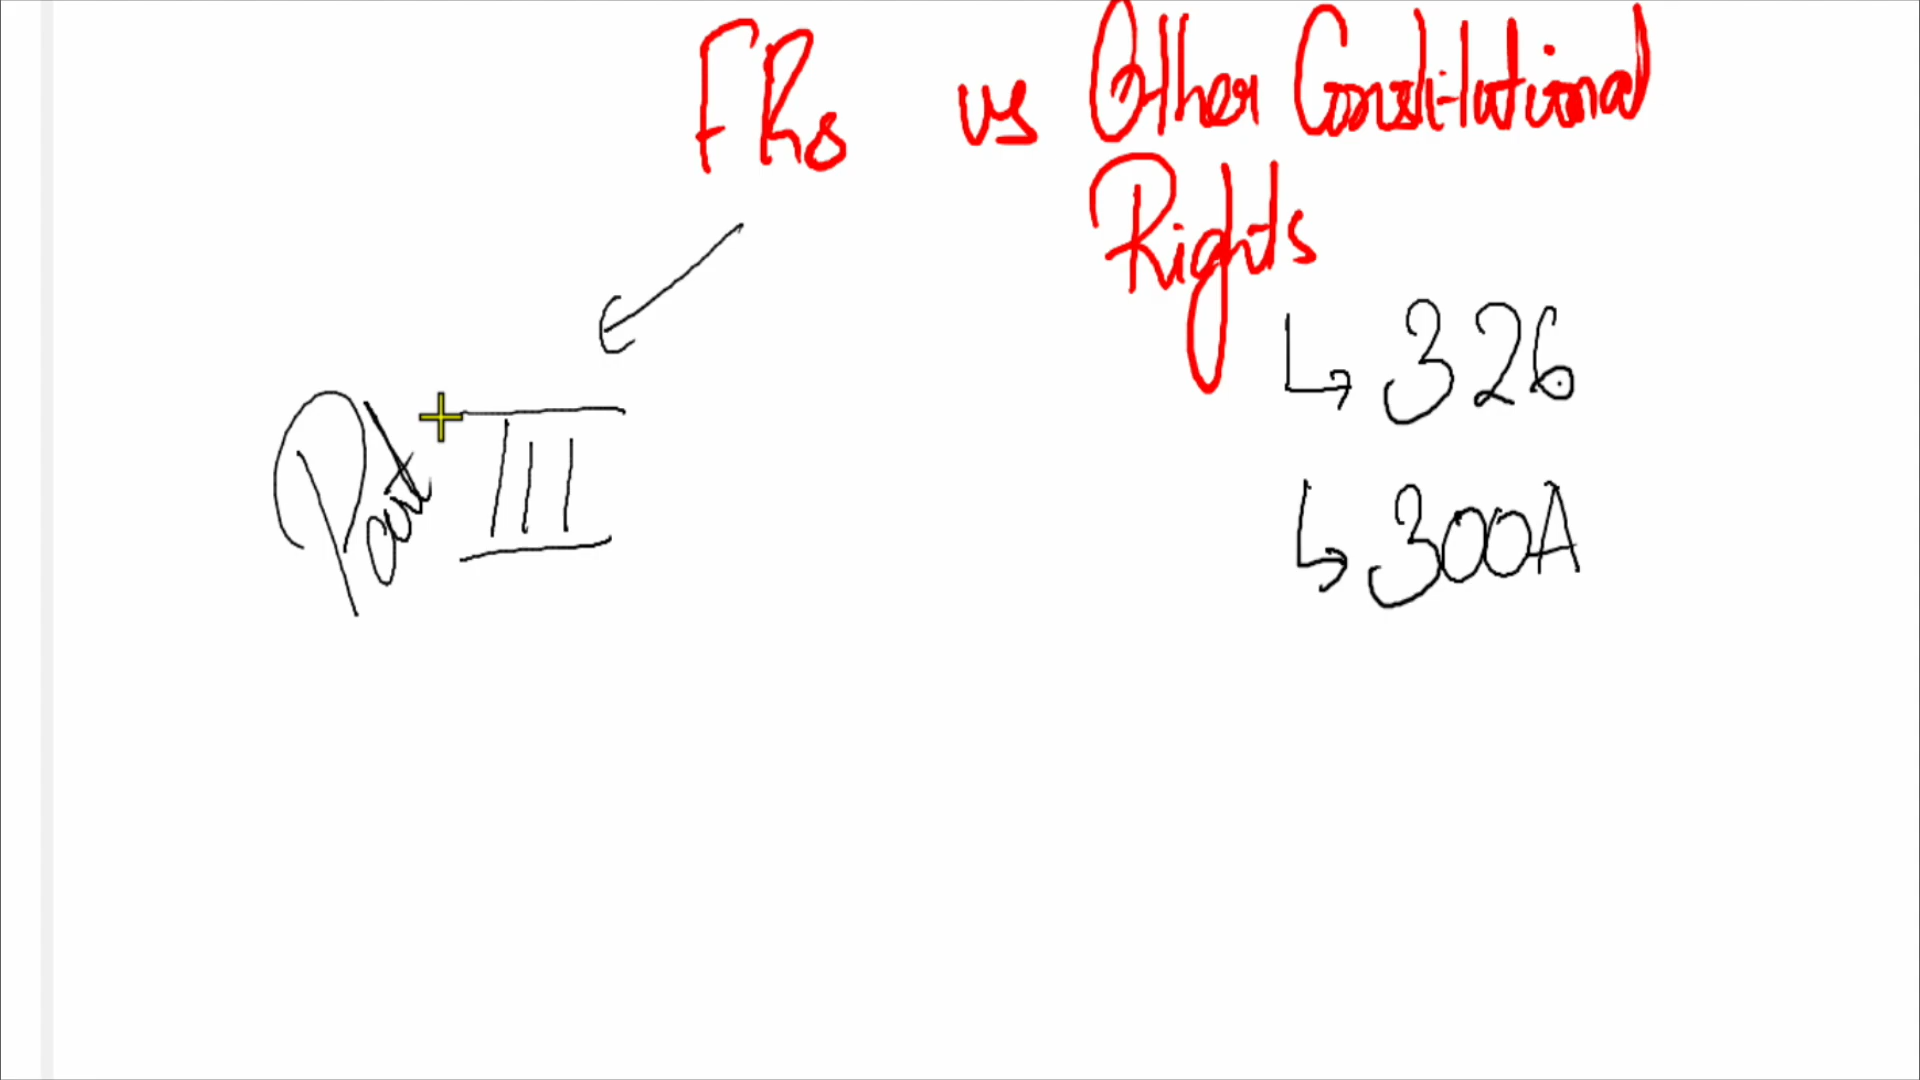 FRs vs Other Constitutional
Rights
↳ 326
Part III
↳ 300A